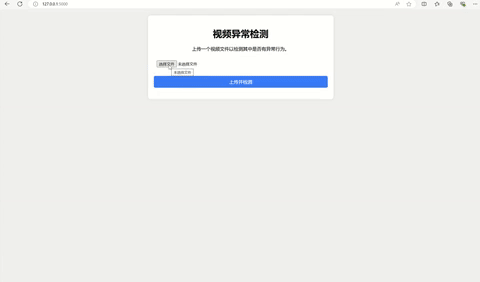 127.0.0.1:5000
视频异常检测
上传一个视频文件以检测其中是否有异常行为。
选择文件 未选择文件
未选择文件
上传并检测